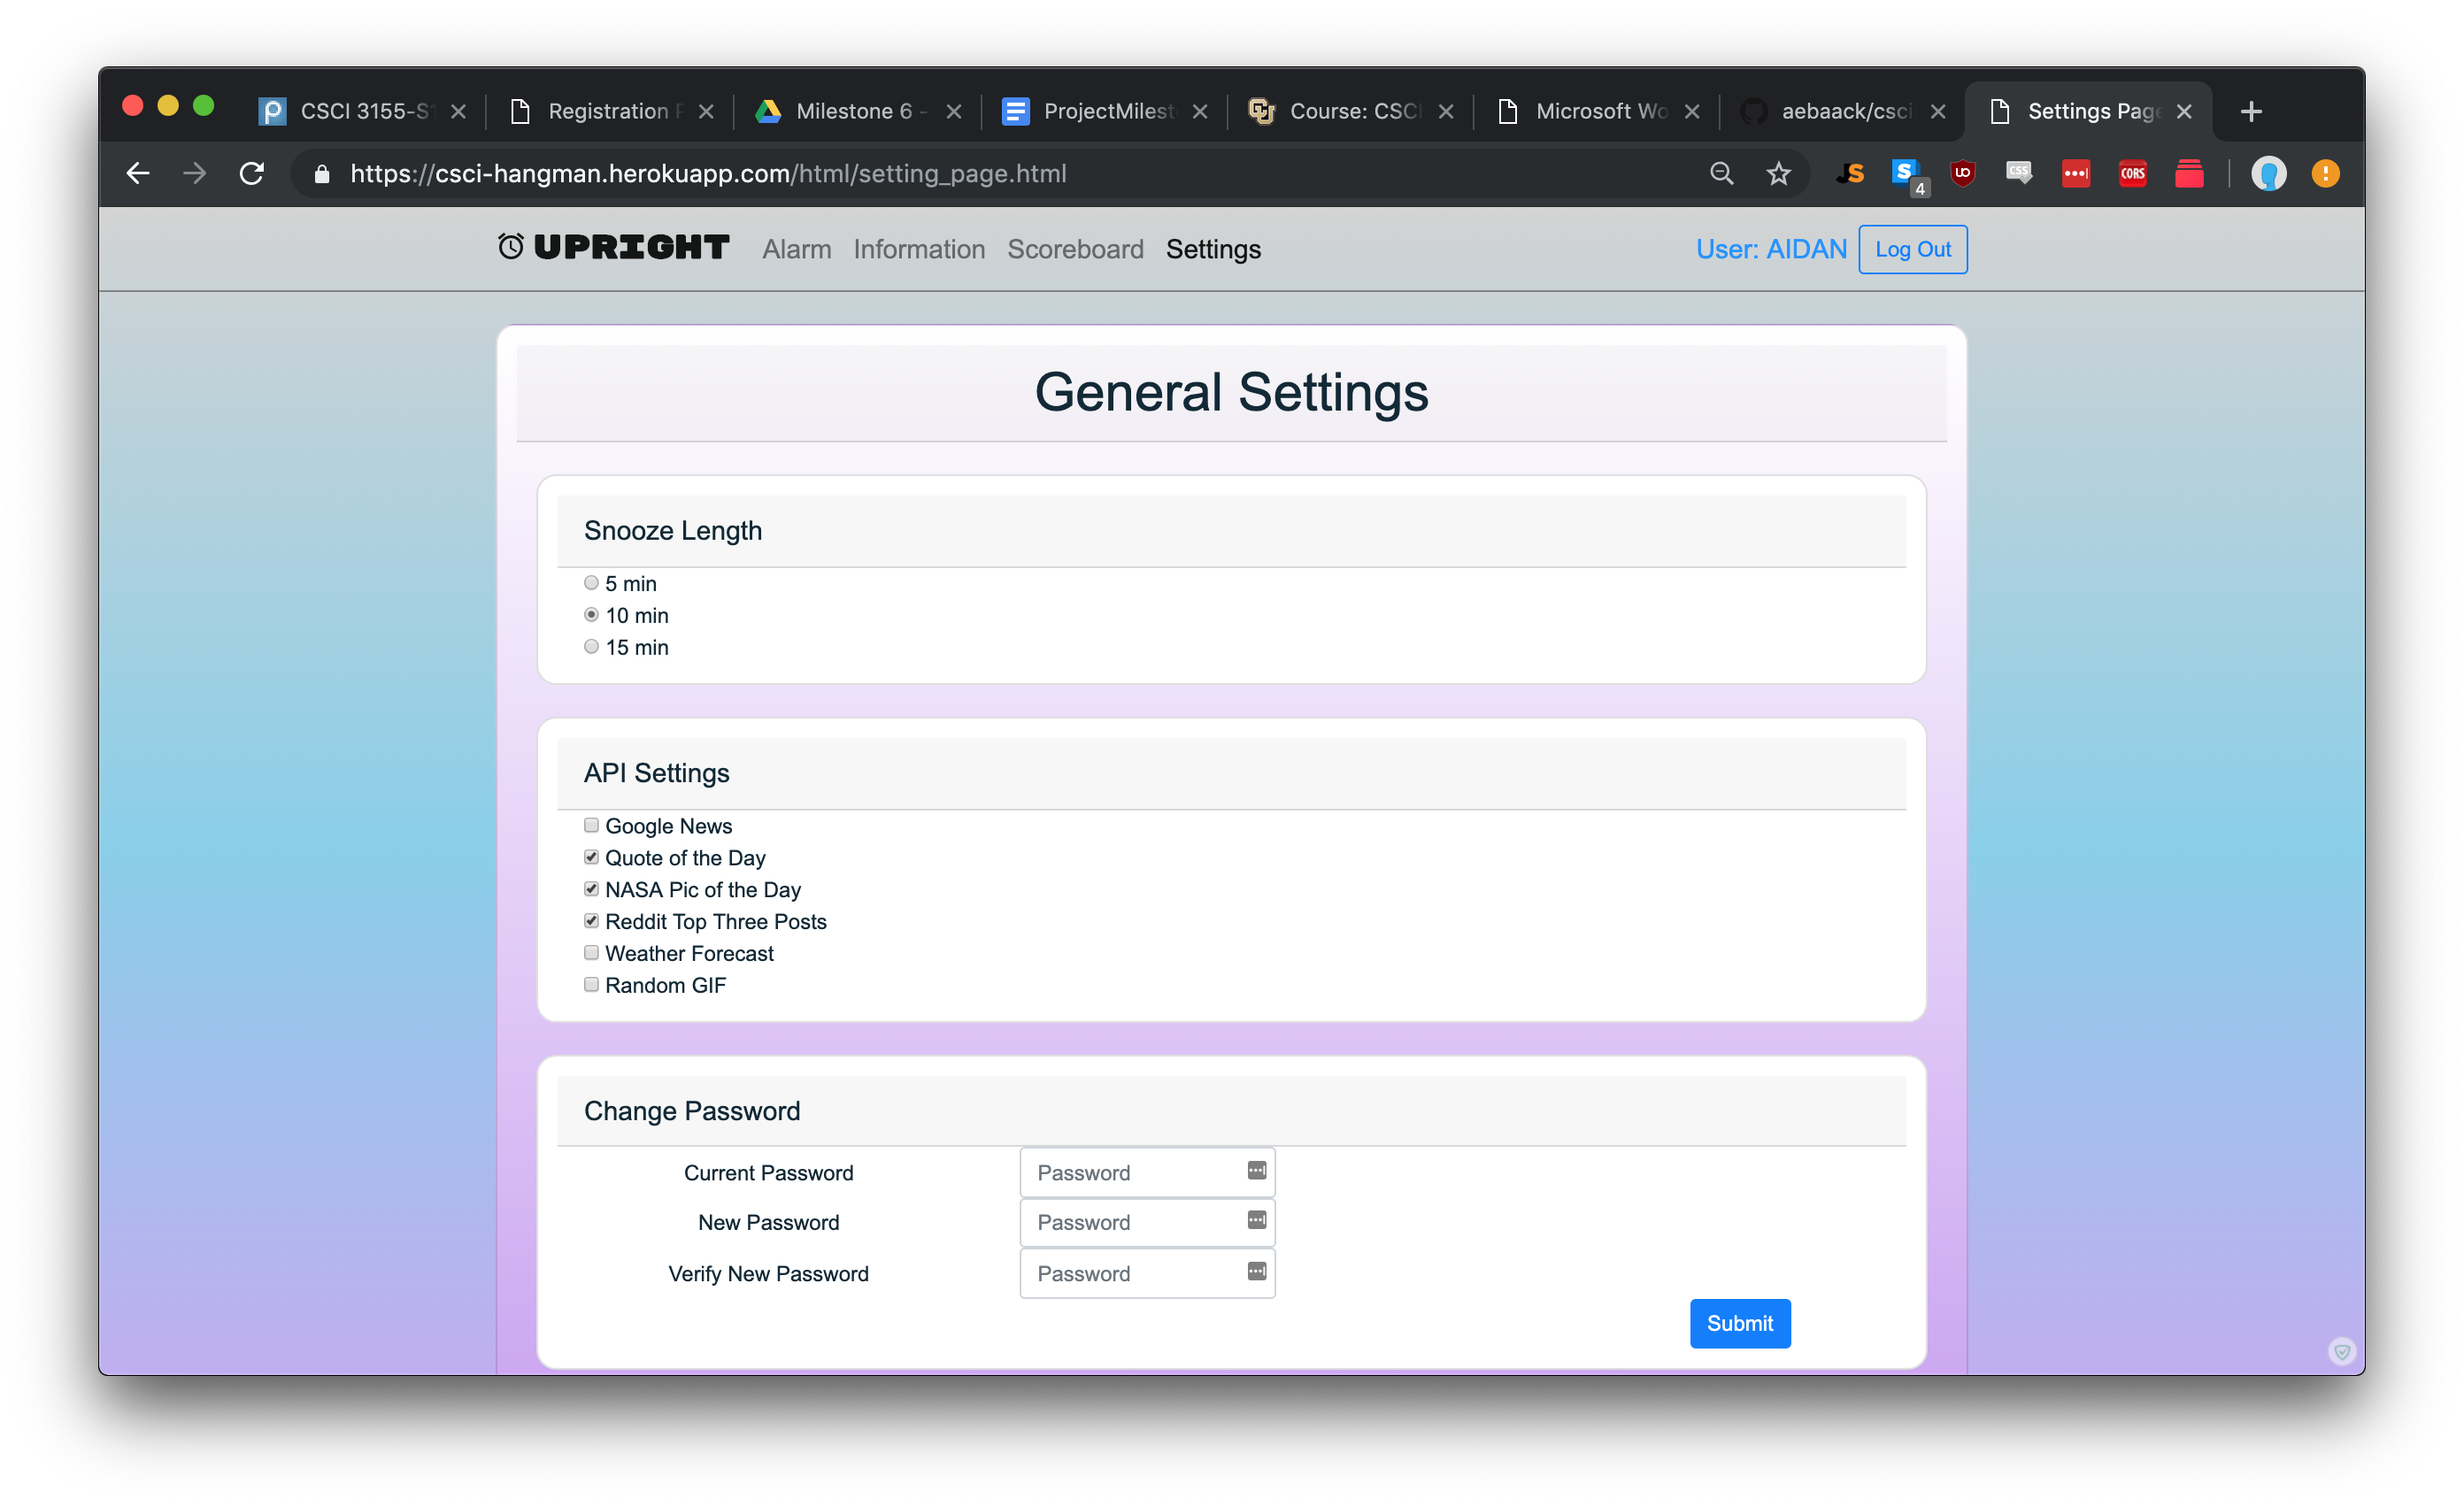 CSCI 3155-S1
Registration P
Milestone 6 -
ProjectMilest
Course: CSCI
Microsoft Wo
aebaack/csci
Settings Page
https://csci-hangman.herokuapp.com/html/setting_page.html
JS
S
4
CSS
CORS
UPRIGHT
Alarm
Information
Scoreboard
Settings
User: AIDAN
Log Out
General Settings
Snooze Length
5 min
10 min
15 min
API Settings
Google News
Quote of the Day
NASA Pic of the Day
Reddit Top Three Posts
Weather Forecast
Random GIF
Change Password
Current Password
Password
New Password
Password
Verify New Password
Password
Submit